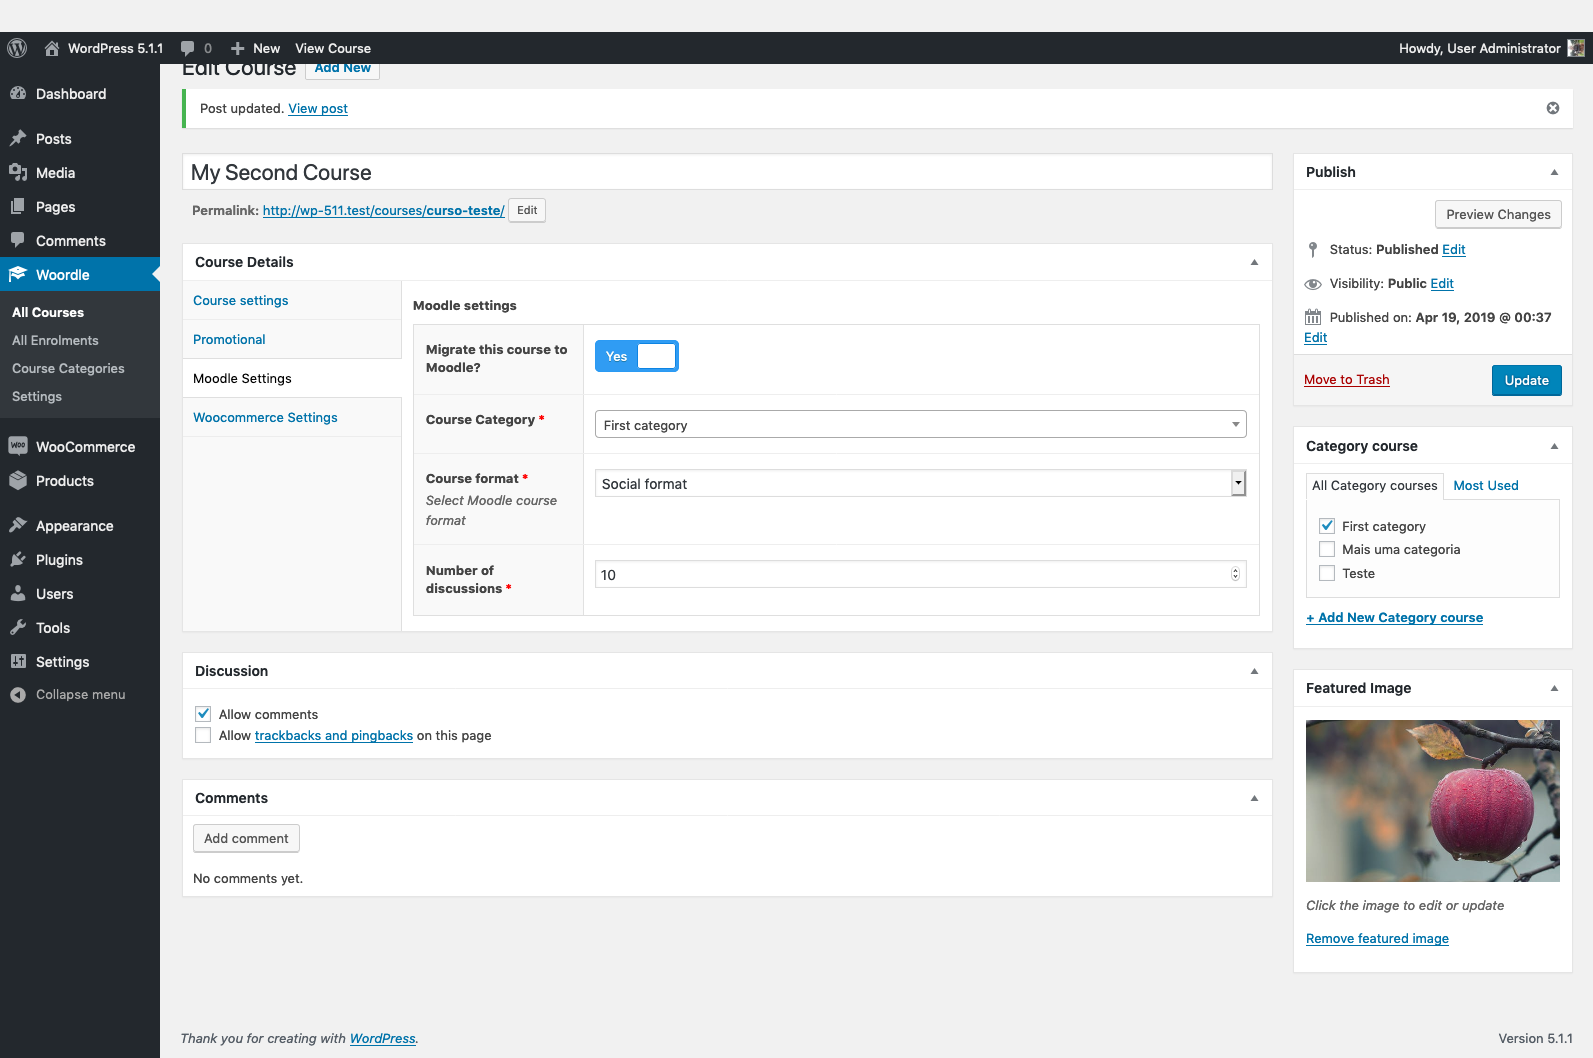 WordPress 5.1.1 0 New View Course Howdy, User Administrator
Dashboard
Posts
Media
Pages
Comments
Woordle
All Courses
All Enrolments
Course Categories
Settings
WooCommerce
Products
Appearance
Plugins
Users
Tools
Settings
Collapse menu
Edit Course Add New
Post updated. View post
My Second Course
Permalink: http://wp-511.test/courses/curso-teste/ Edit
Course Details
Course settings
Promotional
Moodle Settings
Woocommerce Settings
Moodle settings
Migrate this course to
Moodle?
Yes
Course Category *
First category
Course format *
Select Moodle course
format
Social format
Number of
discussions *
10
Discussion
Allow comments
Allow trackbacks and pingbacks on this page
Comments
Add comment
No comments yet.
Publish
Preview Changes
Status: Published Edit
Visibility: Public Edit
Published on: Apr 19, 2019 @ 00:37
Edit
Move to Trash Update
Category course
All Category courses Most Used
First category
Mais uma categoria
Teste
+ Add New Category course
Featured Image
Click the image to edit or update
Remove featured image
Thank you for creating with WordPress.
Version 5.1.1